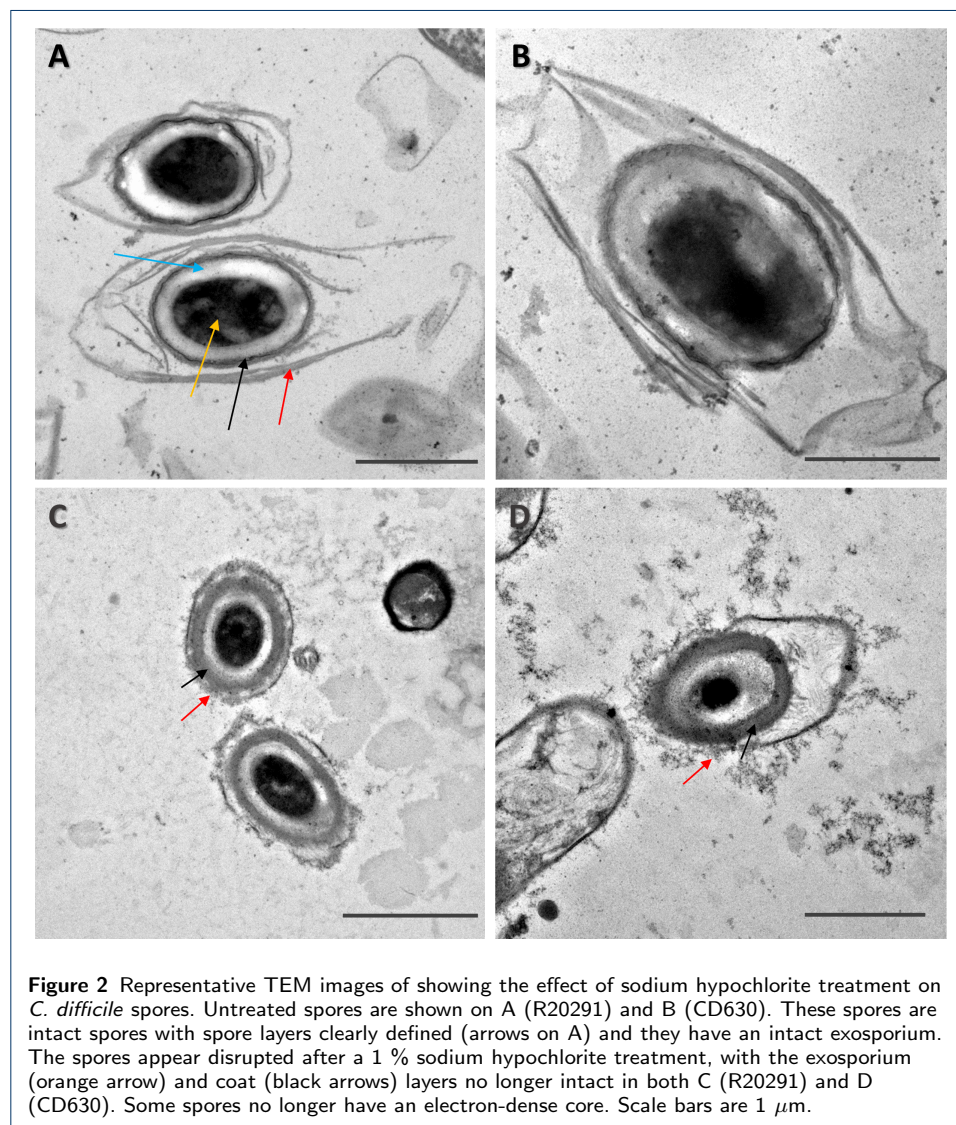 A
B
C
D
Figure 2 Representative TEM images of showing the effect of sodium hypochlorite treatment on
C. difficile spores. Untreated spores are shown on A (R20291) and B (CD630). These spores are
intact spores with spore layers clearly defined (arrows on A) and they have an intact exosporium.
The spores appear disrupted after a 1 % sodium hypochlorite treatment, with the exosporium
(orange arrow) and coat (black arrows) layers no longer intact in both C (R20291) and D
(CD630). Some spores no longer have an electron-dense core. Scale bars are 1 μm.